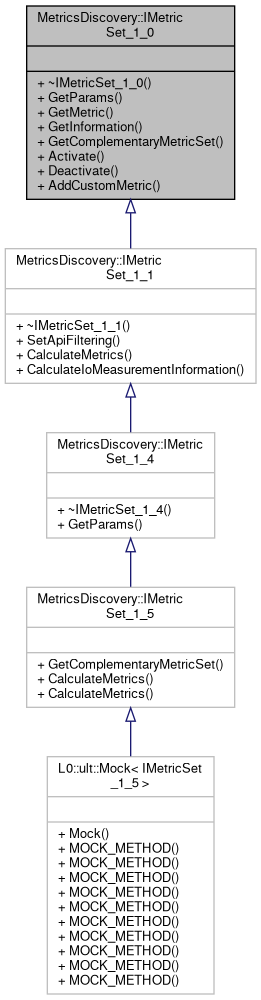 MetricsDiscovery::IMetric
Set_1_0
+ ~IMetricSet_1_0()
+ GetParams()
+ GetMetric()
+ GetInformation()
+ GetComplementaryMetricSet()
+ Activate()
+ Deactivate()
+ AddCustomMetric()
MetricsDiscovery::IMetric
Set_1_1
+ ~IMetricSet_1_1()
+ SetApiFiltering()
+ CalculateMetrics()
+ CalculateIoMeasurementInformation()
MetricsDiscovery::IMetric
Set_1_4
+ ~IMetricSet_1_4()
+ GetParams()
MetricsDiscovery::IMetric
Set_1_5
+ GetComplementaryMetricSet()
+ CalculateMetrics()
+ CalculateMetrics()
L0::ult::Mock< IMetricSet
_1_5 >
+ Mock()
+ MOCK_METHOD()
+ MOCK_METHOD()
+ MOCK_METHOD()
+ MOCK_METHOD()
+ MOCK_METHOD()
+ MOCK_METHOD()
+ MOCK_METHOD()
+ MOCK_METHOD()
+ MOCK_METHOD()
+ MOCK_METHOD()